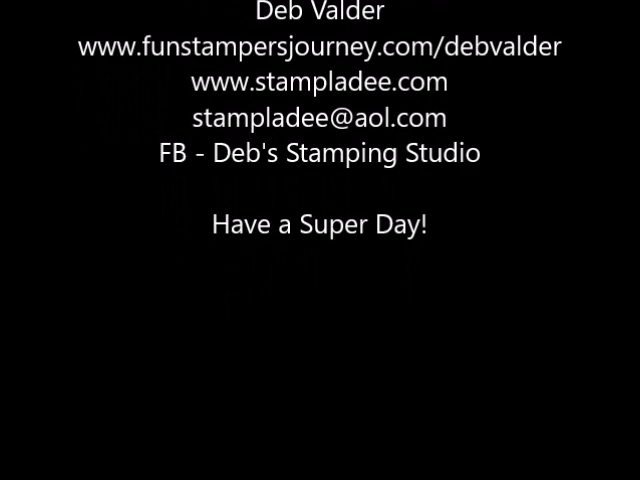 Deb Valder
www.funstampersjourney.com/debvalder
www.stampladee.com
stampladee@aol.com
FB - Deb's Stamping Studio
Have a Super Day!